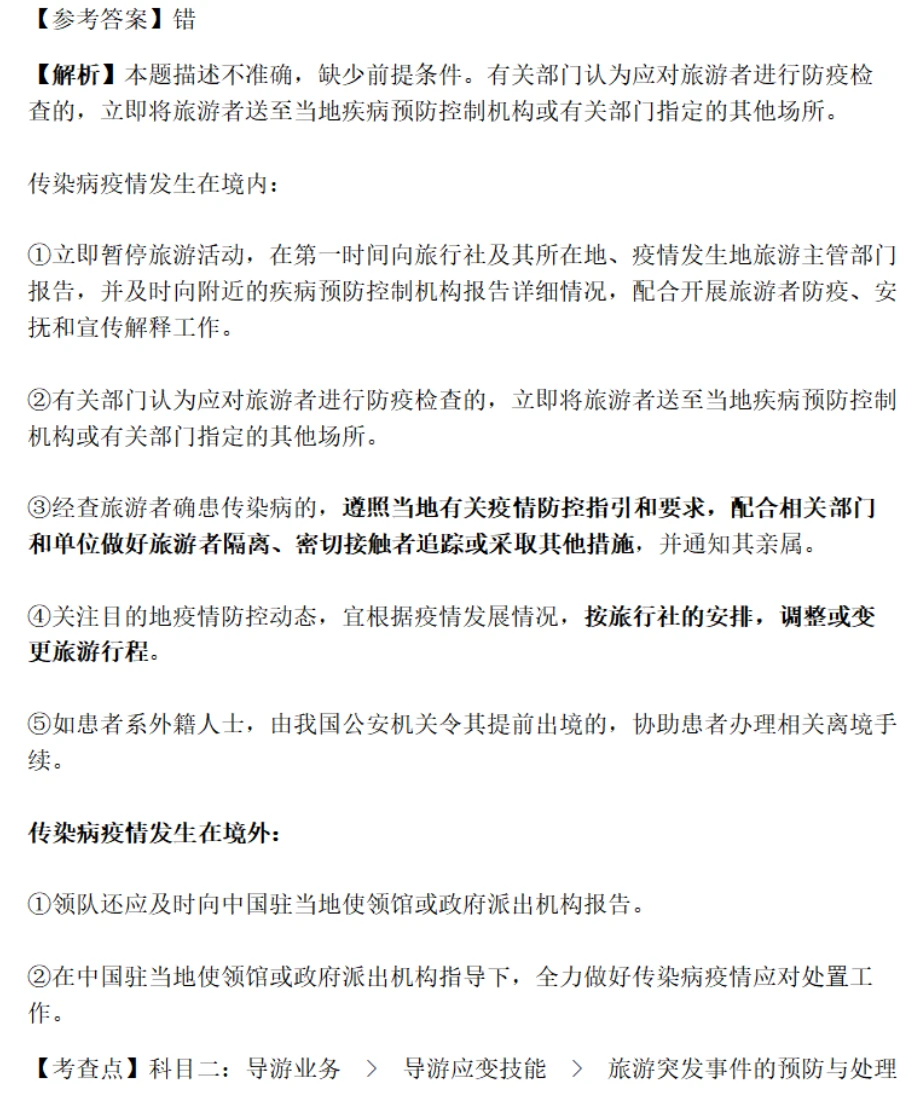 【参考答案】错
【解析】本题描述不准确，缺少前提条件。有关部门认为应对旅游者进行防疫检
查的，立即将旅游者送至当地疾病预防控制机构或有关部门指定的其他场所。
传染病疫情发生在境内：
①立即暂停旅游活动，在第一时间向旅行社及其所在地、疫情发生地旅游主管部门
报告，并及时向附近的疾病预防控制机构报告详细情况，配合开展旅游者防疫、安
抚和宣传解释工作。
②有关部门认为应对旅游者进行防疫检查的，立即将旅游者送至当地疾病预防控制
机构或有关部门指定的其他场所。
③经查旅游者确患传染病的，遵照当地有关疫情防控指引和要求，配合相关部门
和单位做好旅游者隔离、密切接触者追踪或采取其他措施，并通知其亲属。
④关注目的地疫情防控动态，宜根据疫情发展情况，按旅行社的安排，调整或变
更旅游行程。
⑤如患者系外籍人士，由我国公安机关令其提前出境的，协助患者办理相关离境手
续。
传染病疫情发生在境外：
①领队还应及时向中国驻当地使领馆或政府派出机构报告。
②在中国驻当地使领馆或政府派出机构指导下，全力做好传染病疫情应对处置工
作。
【考查点】科目二：导游业务 > 导游应变技能 > 旅游突发事件的预防与处理